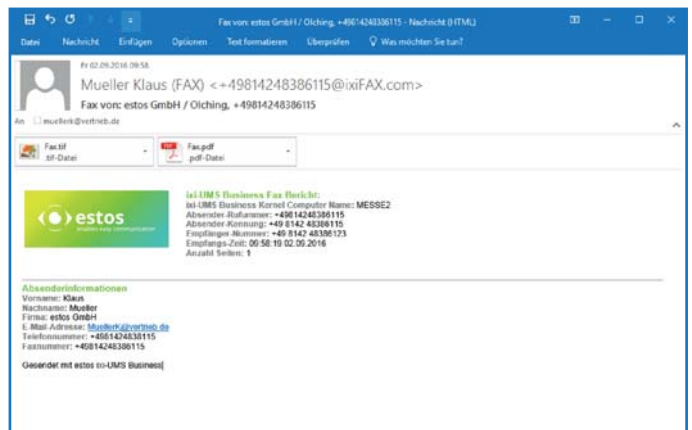 Fax von: estos GmbH / Olching, +49814248386115 - Nachricht (HTML)
Datei Nachricht Einfügen Optionen Text formatieren Überprüfen Was möchten Sie tun?
Fr 02.09.2016 09:58
Mueller Klaus (FAX) <+49814248386115@ixiFAX.com>
Fax von: estos GmbH / Olching, +49814248386115
An muellerk@vertrieb.de
Fax.tif
.tif-Datei
Fax.pdf
.pdf-Datei
estos
enables easy communication
ixi-UMS Business Fax Bericht:
ixi-UMS Business Kernel Computer Name: MESSE2
Absender-Rufnummer: +49814248386115
Absender-Kennung: +49 8142 48386115
Empfänger-Nummer: +49 8142 48386123
Empfangs-Zeit: 09:58:19 02.09.2016
Anzahl Seiten: 1
Absenderinformationen
Vorname: Klaus
Nachname: Mueller
Firma: estos GmbH
E-Mail-Adresse: MuellerK@vertrieb.de
Telefonnummer: +4981424838115
Faxnummer: +49814248386115
Gesendet mit estos ixi-UMS Business